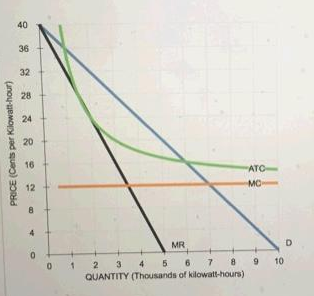 PRICE (Cents per Kilowatt-hour)
40
36
32
28
24
20
16
12
8
4
0
ATC
MC
MR
D
0 1 2 3 4 5 6 7 8 9 10
QUANTITY (Thousands of kilowatt-hours)